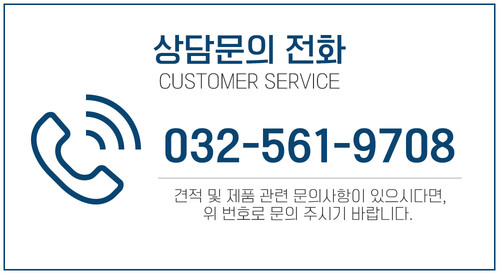 상담문의 전화
CUSTOMER SERVICE
032-561-9708
견적 및 제품 관련 문의사항이 있으시다면,
위 번호로 문의 주시기 바랍니다.